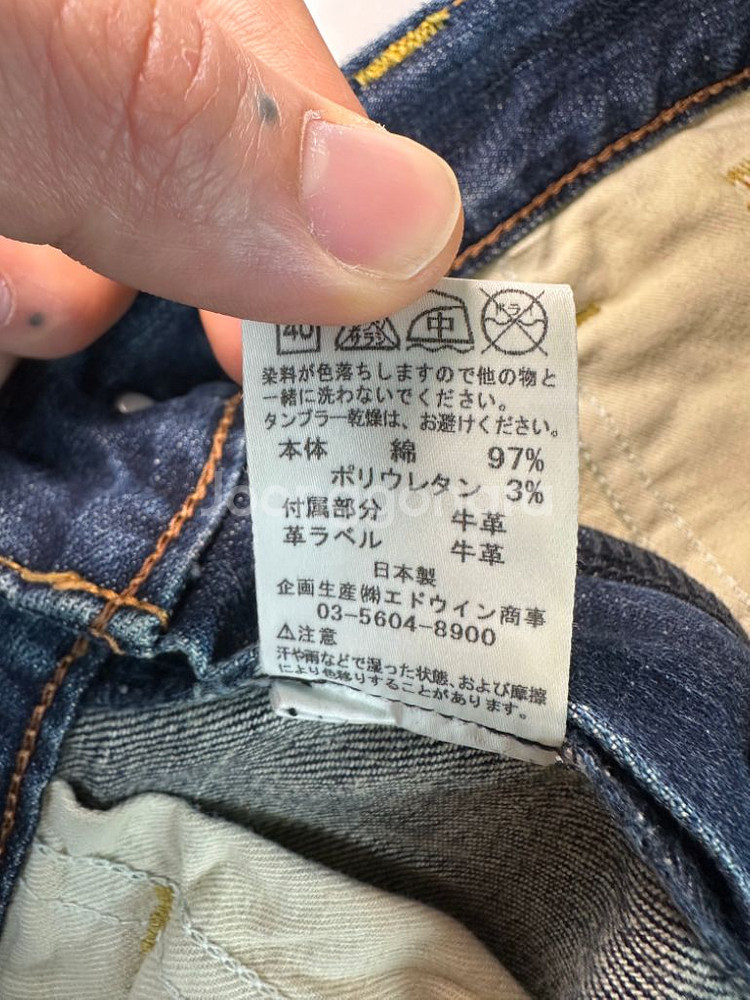 40
サラシ
中
ドライ
染料が色落ちしますので他の物と
一緒に洗わないでください。
タンブラー乾燥は、お避けください。
本体 綿 97%
ポリウレタン 3%
付属部分 牛革
革ラベル 牛革
日本製
企画生産㈱エドウイン商事
03-5604-8900
⚠注意
汗や雨などで湿った状態、および摩擦
により色移りすることがあります。
Joonggonara